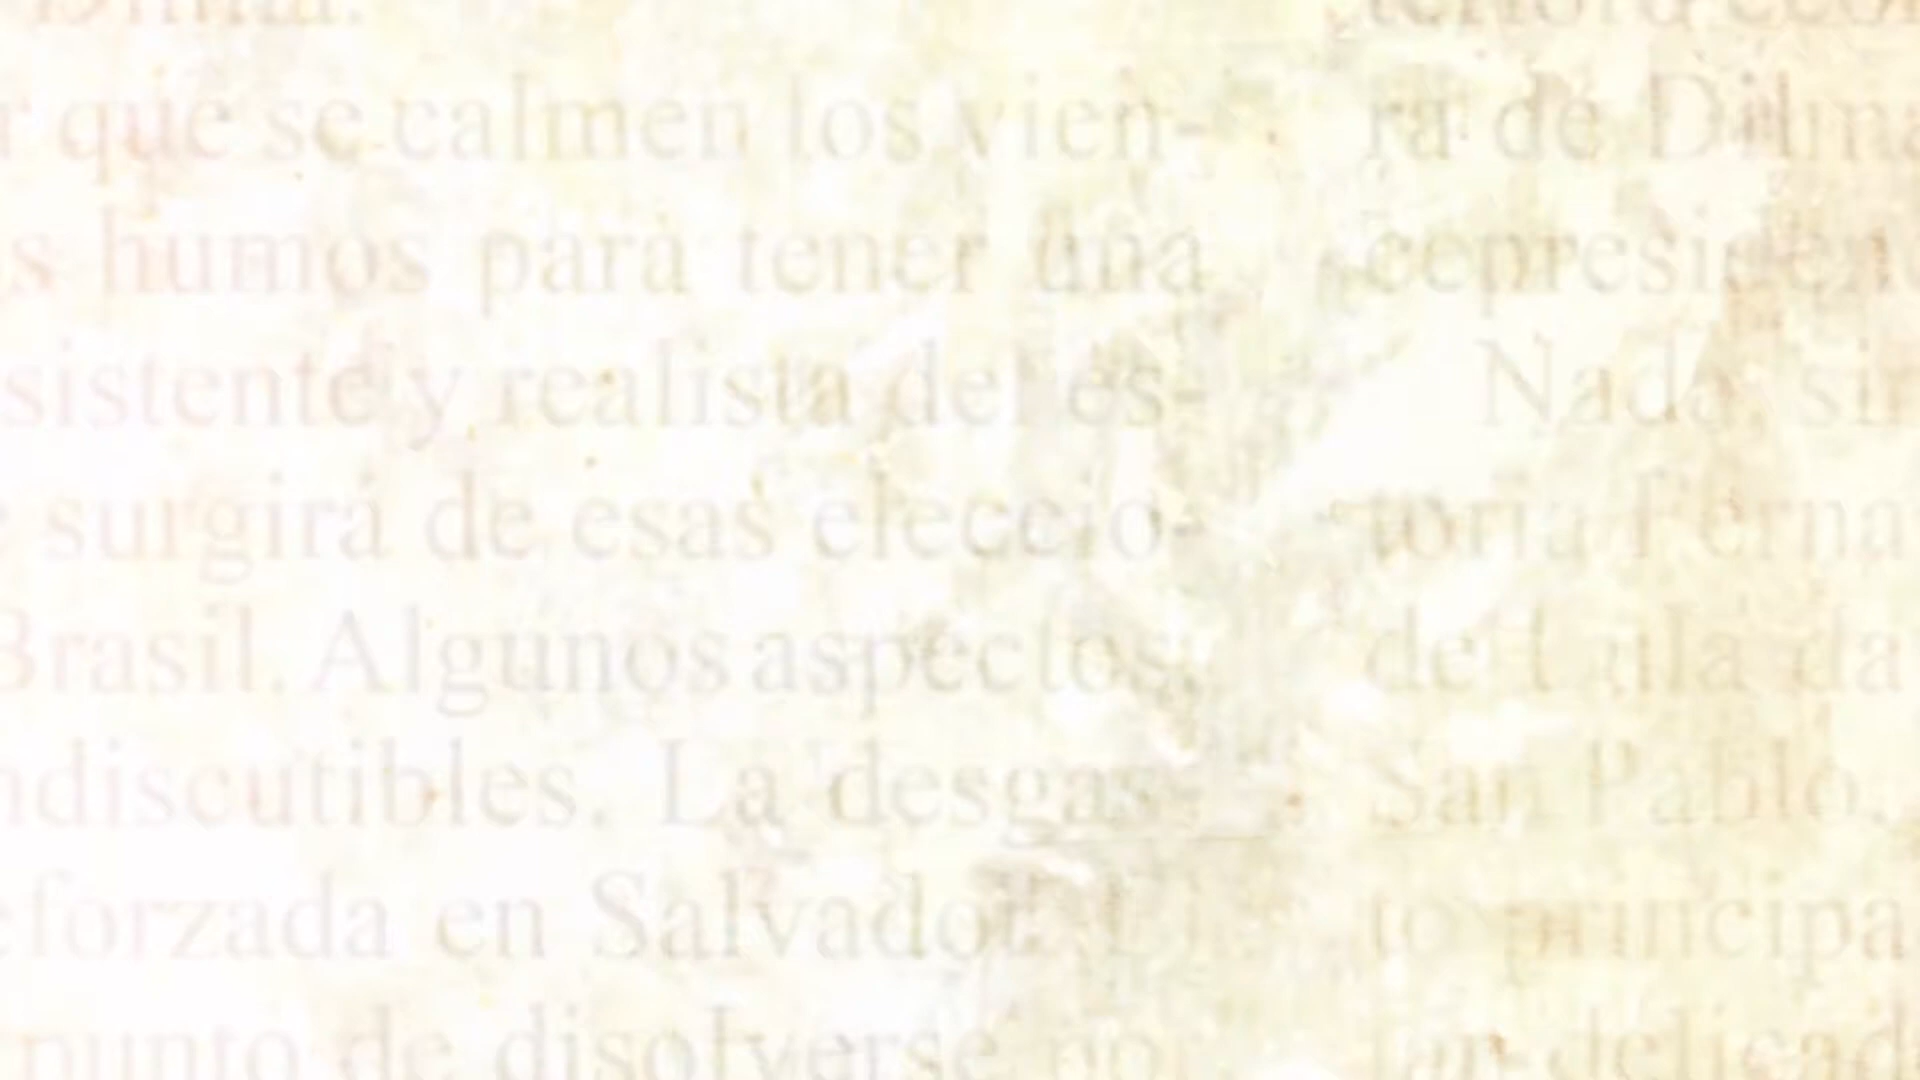 que se calmen los vien-
humos para tener una
sistente y realista del es-
surgirá de esas eleccio-
Brasil. Algunos aspectos,
ndiscutibles. La desgas-
eforzada en Salvador.
punto de disolverse por
ra de Dilma
cepresiden
Nada sin
toria Ferna
de Lula da
San Pablo.
to principa
delicad